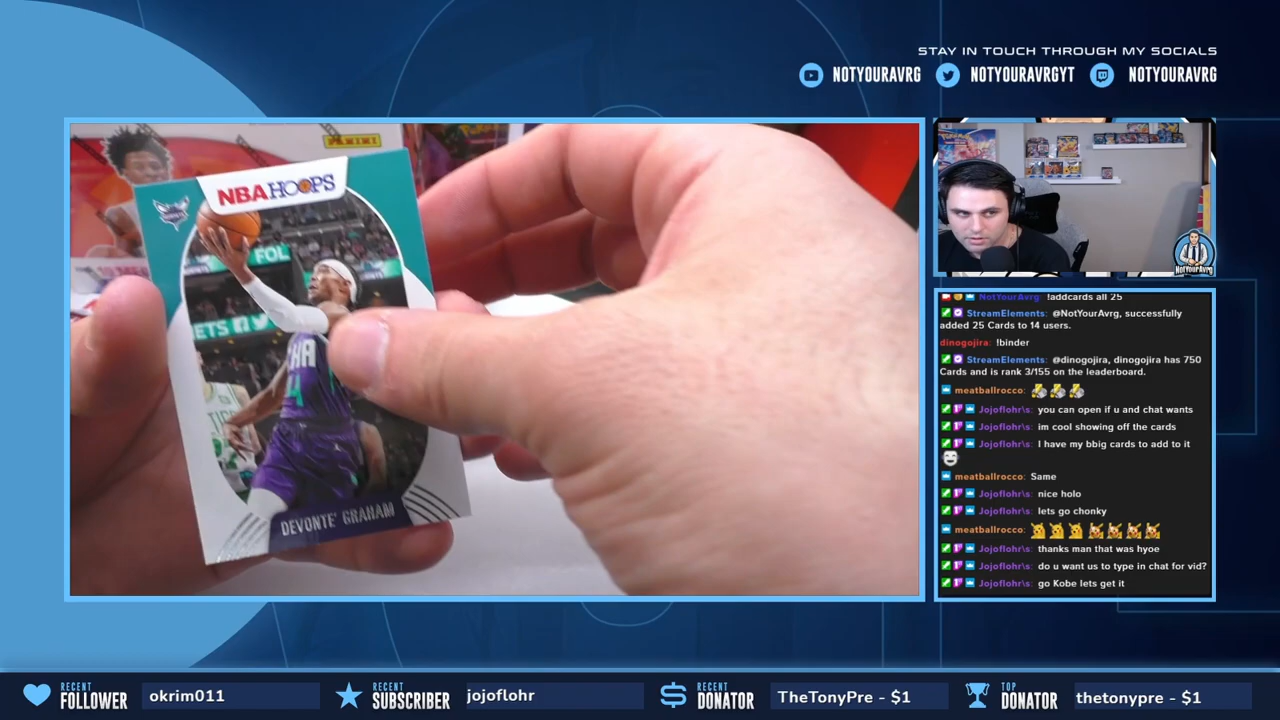 STAY IN TOUCH THROUGH MY SOCIALS
NOTYOURAVRG NOTYOURAVRGYT NOTYOURAVRG
PANINI
NBA HOOPS
FOL
ETS
DEVONTE' GRAHAM
NotYourAvrg
NotYourAvrg !addcards all 25
StreamElements: @NotYourAvrg, successfully
added 25 Cards to 14 users.
dinogojira: !binder
StreamElements: @dinogojira, dinogojira has 750
Cards and is rank 3/155 on the leaderboard.
meatballrocco:
Jojoflohr\s: you can open if u and chat wants
Jojoflohr\s: im cool showing off the cards
Jojoflohr\s: I have my bbig cards to add to it
meatballrocco: Same
Jojoflohr\s: nice holo
Jojoflohr\s: lets go chonky
meatballrocco:
Jojoflohr\s: thanks man that was hyoe
Jojoflohr\s: do u want us to type in chat for vid?
Jojoflohr\s: go Kobe lets get it
RECENT FOLLOWER okrim011
RECENT SUBSCRIBER jojoflohr
RECENT DONATOR TheTonyPre - $1
TOP DONATOR thetonypre - $1